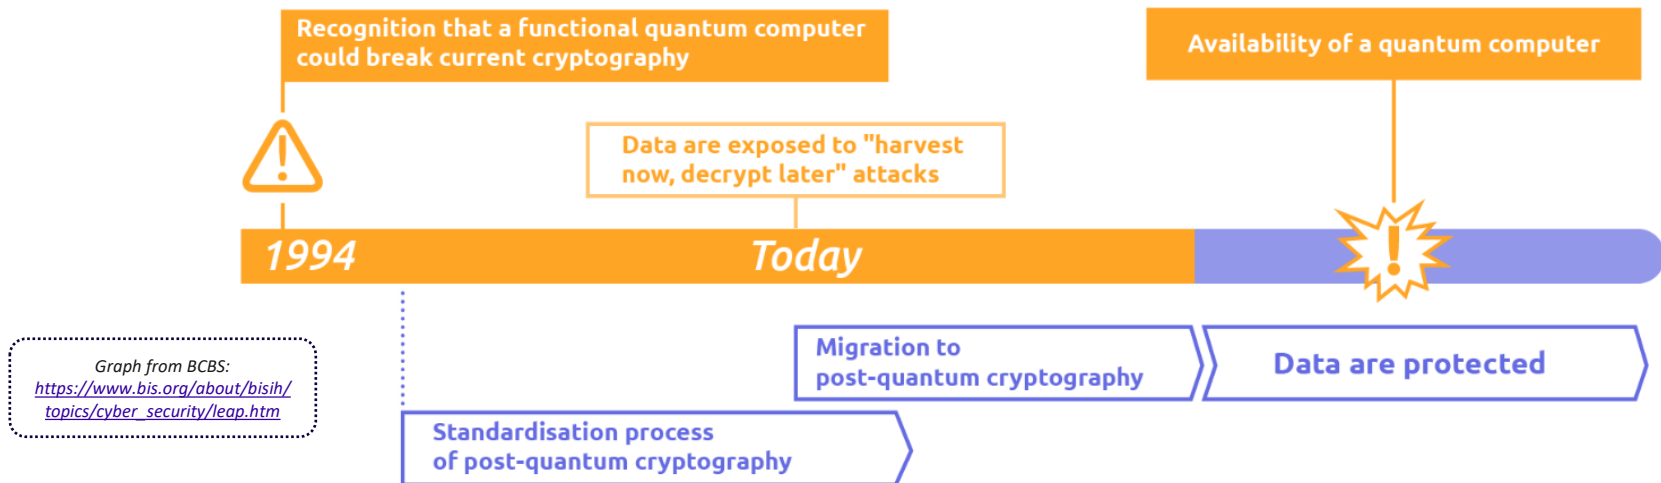 Recognition that a functional quantum computer
could break current cryptography
Availability of a quantum computer
!
Data are exposed to "harvest
now, decrypt later" attacks
1994
Today
!
Migration to
post-quantum cryptography
Data are protected
Graph from BCBS:
https://www.bis.org/about/bisih/
topics/cyber_security/leap.htm
Standardisation process
of post-quantum cryptography